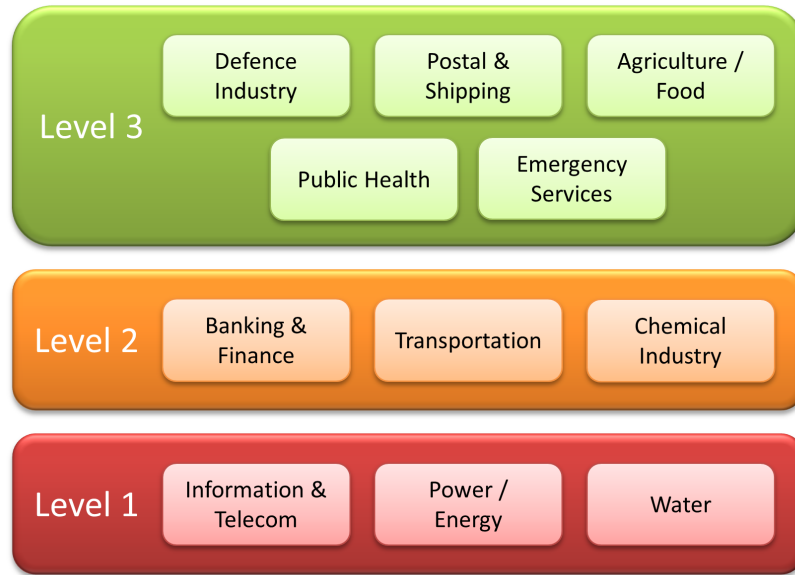 Level 3
Defence
Industry
Postal &
Shipping
Agriculture /
Food
Public Health
Emergency
Services
Level 2
Banking &
Finance
Transportation
Chemical
Industry
Level 1
Information &
Telecom
Power /
Energy
Water